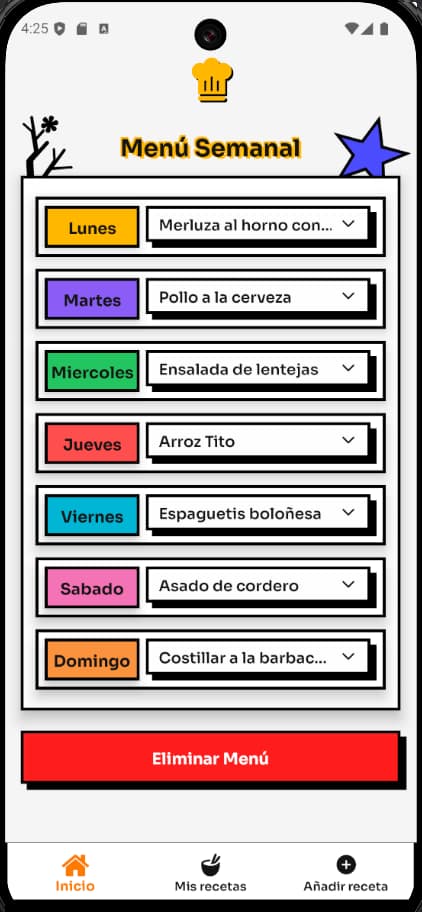 4:25
Menú Semanal
Lunes Merluza al horno con...
Martes Pollo a la cerveza
Miercoles Ensalada de lentejas
Jueves Arroz Tito
Viernes Espaguetis boloñesa
Sabado Asado de cordero
Domingo Costillar a la barbac...
Eliminar Menú
Inicio Mis recetas Añadir receta